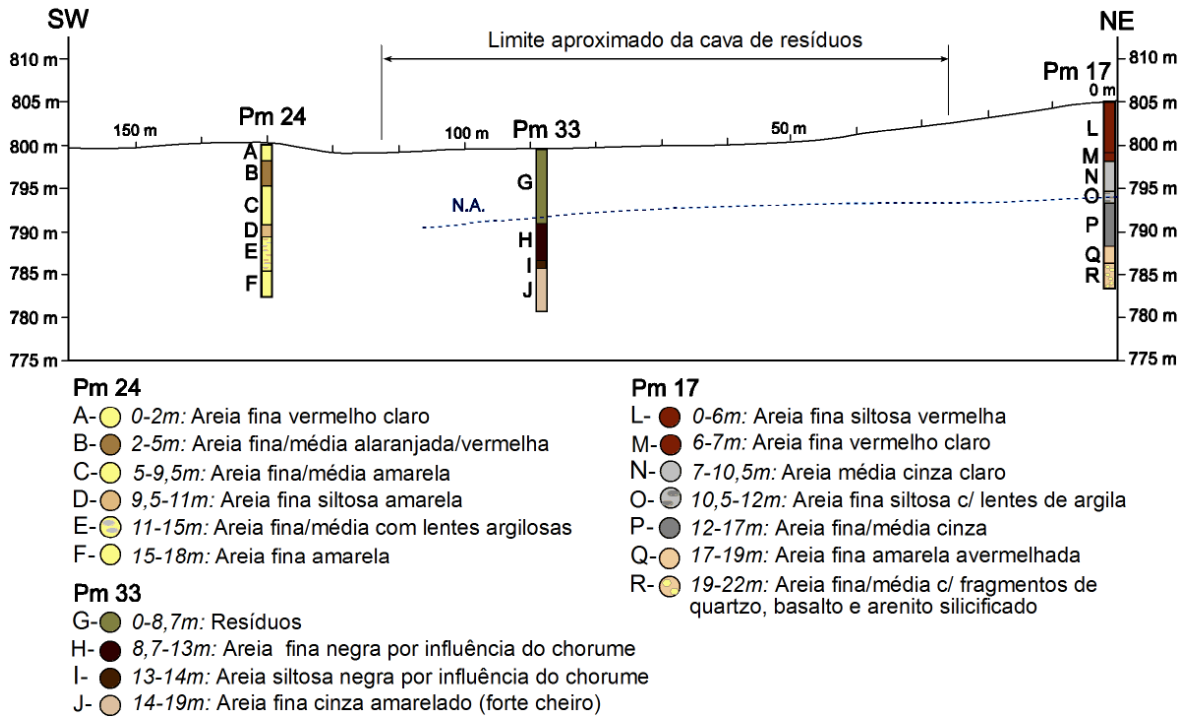 SW
NE
Limite aproximado da cava de resíduos
810 m
810 m
Pm 17
0 m
805 m
805 m
Pm 24
150 m
100 m
Pm 33
50 m
L
800 m
A
800 m
M
B
N
795 m
G
795 m
O
C
N.A.
P
790 m
D
H
790 m
E
Q
I
785 m
F
J
R
785 m
780 m
780 m
775 m
775 m
Pm 24
A- 0-2m: Areia fina vermelho claro
B- 2-5m: Areia fina/média alaranjada/vermelha
C- 5-9,5m: Areia fina/média amarela
D- 9,5-11m: Areia fina siltosa amarela
E- 11-15m: Areia fina/média com lentes argilosas
F- 15-18m: Areia fina amarela
Pm 33
G- 0-8,7m: Resíduos
H- 8,7-13m: Areia fina negra por influência do chorume
I- 13-14m: Areia siltosa negra por influência do chorume
J- 14-19m: Areia fina cinza amarelado (forte cheiro)
Pm 17
L- 0-6m: Areia fina siltosa vermelha
M- 6-7m: Areia fina vermelho claro
N- 7-10,5m: Areia média cinza claro
O- 10,5-12m: Areia fina siltosa c/ lentes de argila
P- 12-17m: Areia fina/média cinza
Q- 17-19m: Areia fina amarela avermelhada
R- 19-22m: Areia fina/média c/ fragmentos de
quartzo, basalto e arenito silicificado